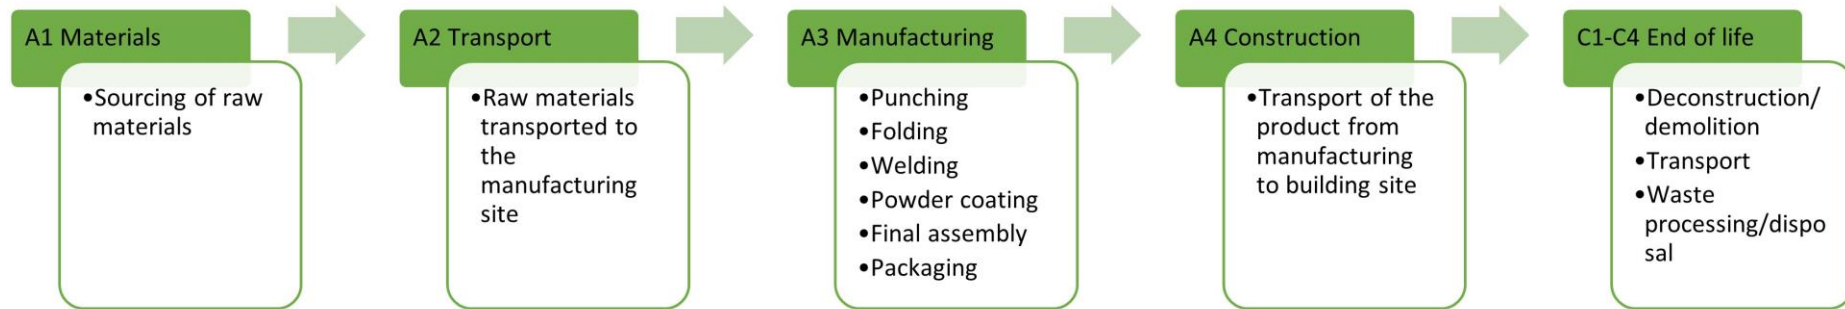 A1 Materials
•Sourcing of raw
materials
A2 Transport
•Raw materials
transported to
the
manufacturing
site
A3 Manufacturing
•Punching
•Folding
•Welding
•Powder coating
•Final assembly
•Packaging
A4 Construction
•Transport of the
product from
manufacturing
to building site
C1-C4 End of life
•Deconstruction/
demolition
•Transport
•Waste
processing/dispo
sal